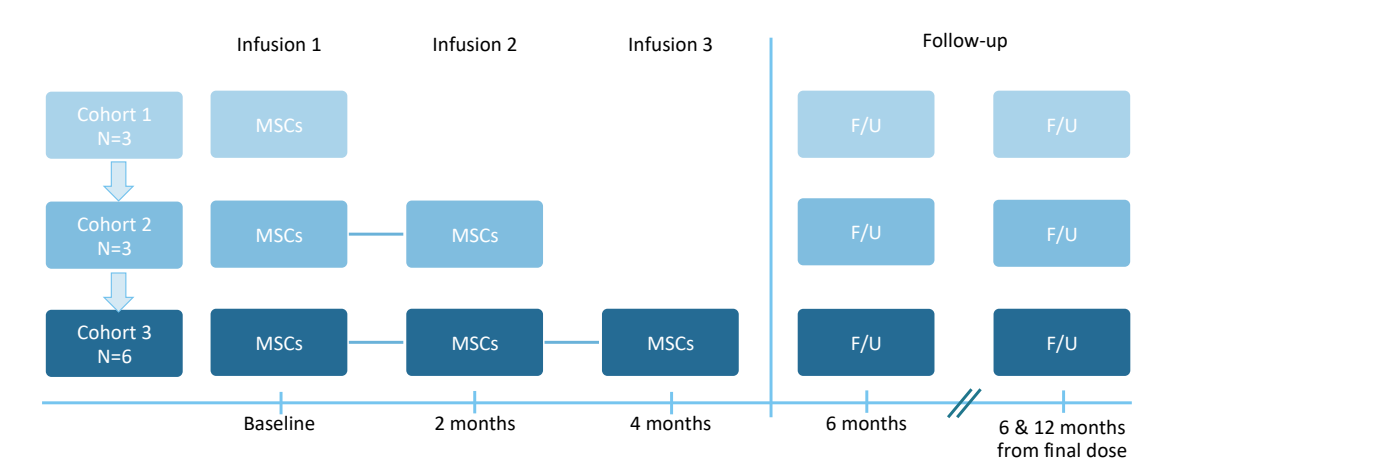 Infusion 1
Infusion 2
Infusion 3
Follow-up
Cohort 1
N=3
MSCs
F/U
F/U
Cohort 2
N=3
MSCs
MSCs
F/U
F/U
Cohort 3
N=6
MSCs
MSCs
MSCs
F/U
F/U
Baseline
2 months
4 months
6 months
6 & 12 months
from final dose